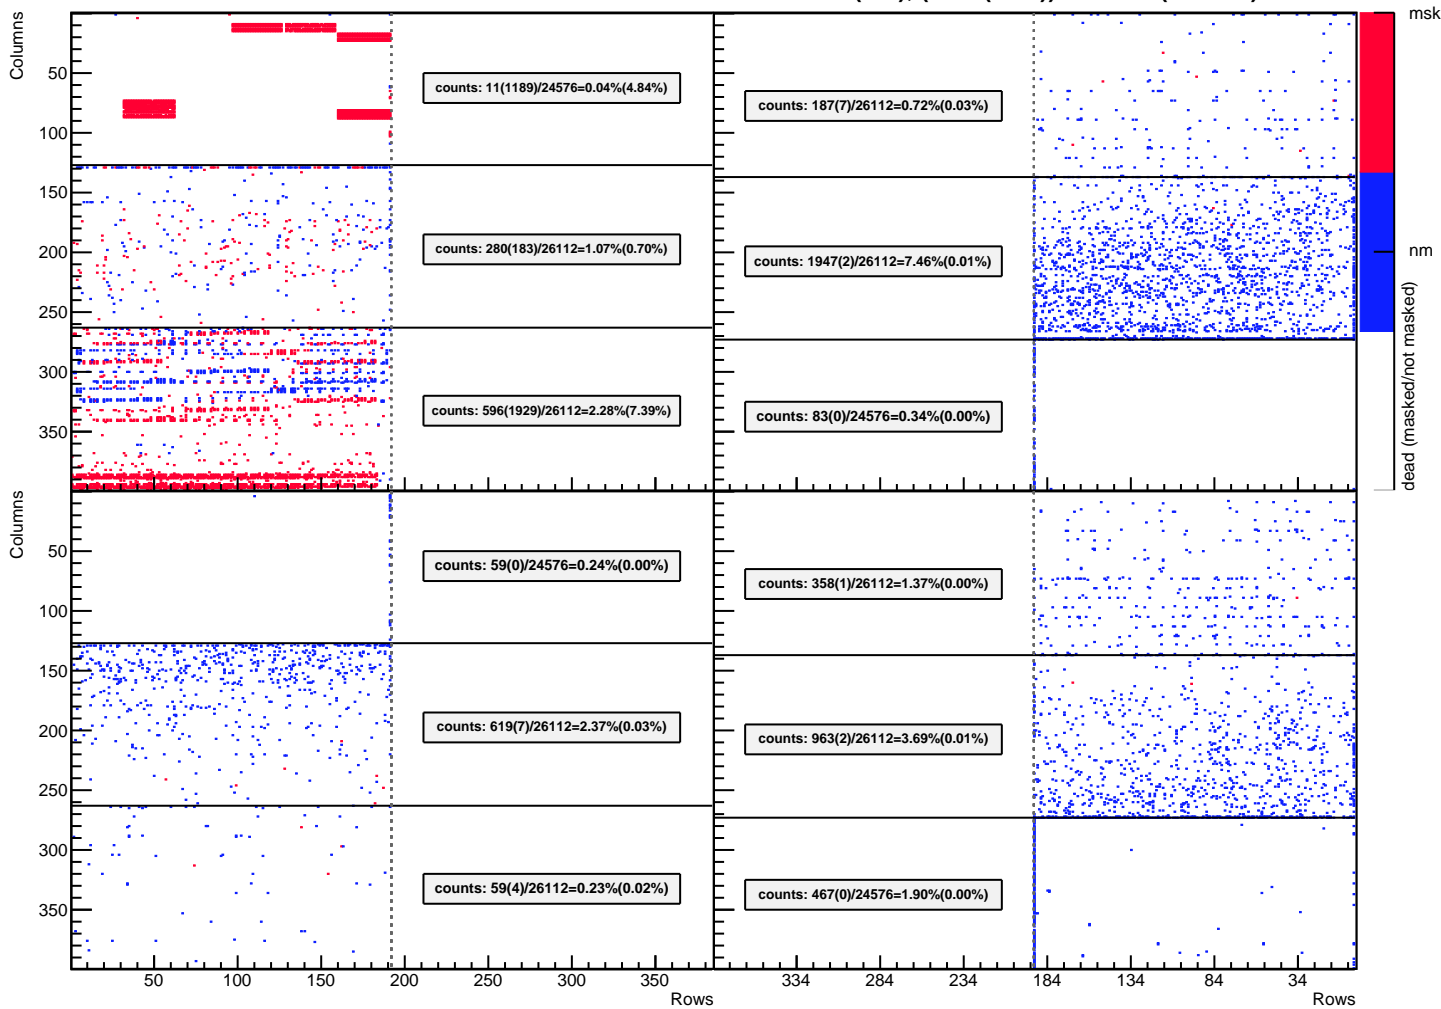 msk
nm
dead (masked/not masked)
Columns
50
100
150
200
250
300
350
counts: 11(1189)/24576=0.04%(4.84%)
counts: 187(7)/26112=0.72%(0.03%)
counts: 280(183)/26112=1.07%(0.70%)
counts: 1947(2)/26112=7.46%(0.01%)
counts: 596(1929)/26112=2.28%(7.39%)
counts: 83(0)/24576=0.34%(0.00%)
Columns
50
100
150
200
250
300
350
counts: 59(0)/24576=0.24%(0.00%)
counts: 358(1)/26112=1.37%(0.00%)
counts: 619(7)/26112=2.37%(0.03%)
counts: 963(2)/26112=3.69%(0.01%)
counts: 59(4)/26112=0.23%(0.02%)
counts: 467(0)/24576=1.90%(0.00%)
50 100 150 200 250 300 350
334 284 234 184 134 84 34
Rows
Rows